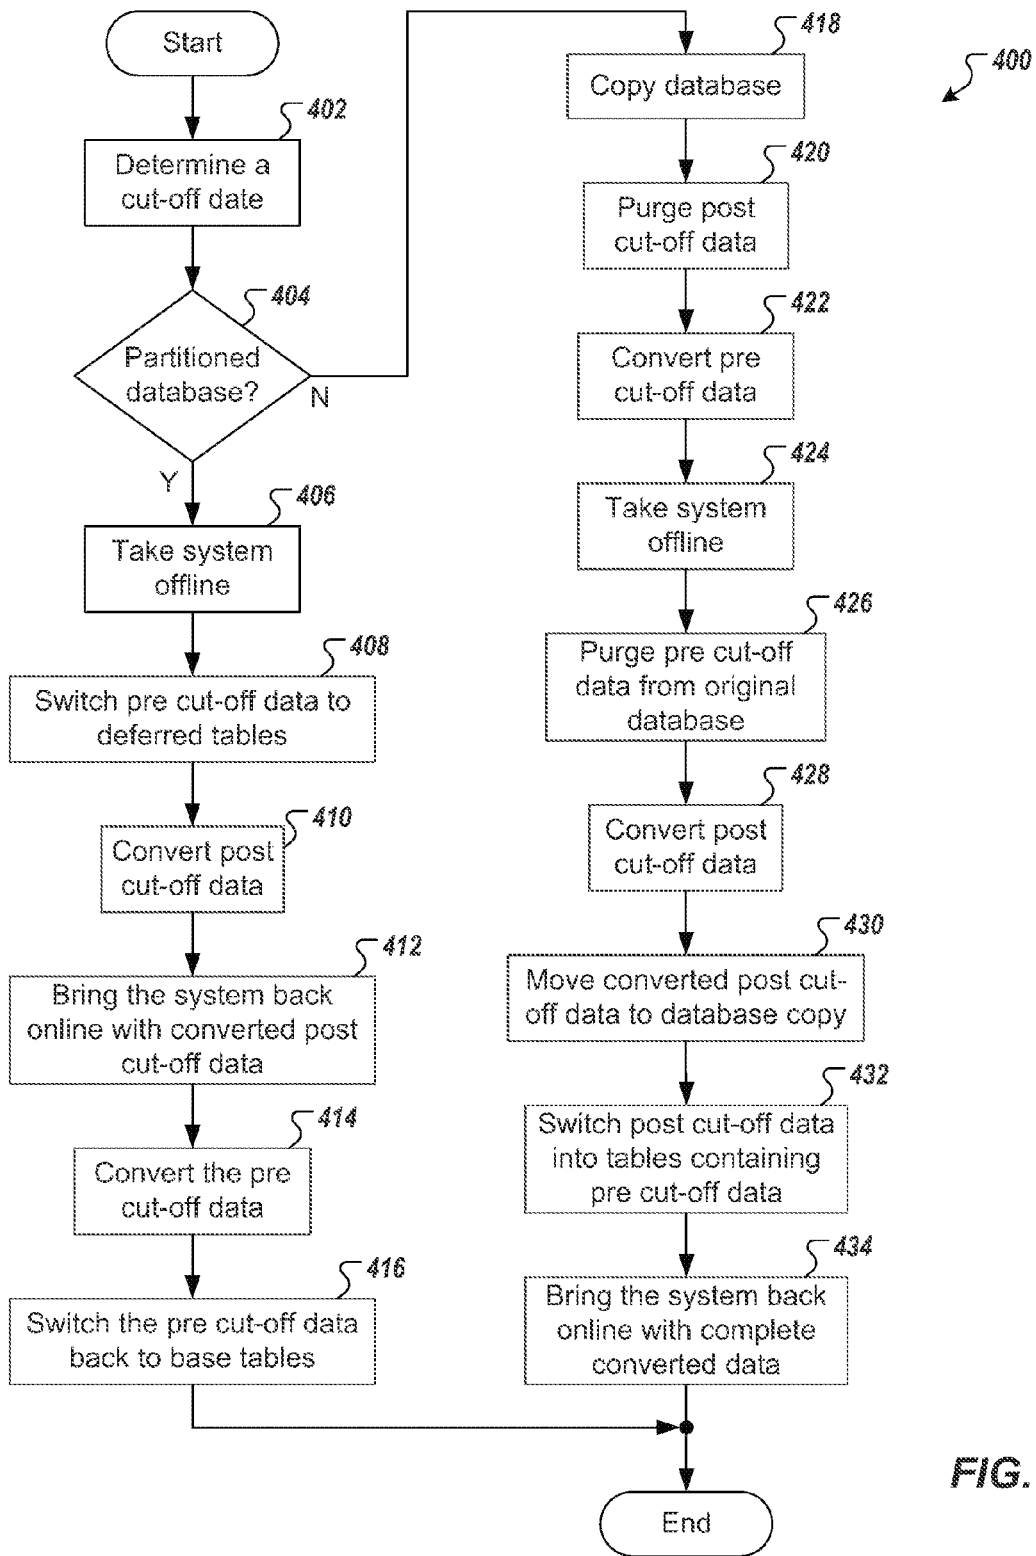 Start
402
Determine a
cut-off date
404
Partitioned
database?
N
Y
406
Take system
offline
408
Switch pre cut-off data to
deferred tables
410
Convert post
cut-off data
412
Bring the system back
online with converted post
cut-off data
414
Convert the pre
cut-off data
416
Switch the pre cut-off data
back to base tables
418
Copy database
400
420
Purge post
cut-off data
422
Convert pre
cut-off data
424
Take system
offline
426
Purge pre cut-off
data from original
database
428
Convert post
cut-off data
430
Move converted post cut-
off data to database copy
432
Switch post cut-off data
into tables containing
pre cut-off data
434
Bring the system back
online with complete
converted data
End
FIG.